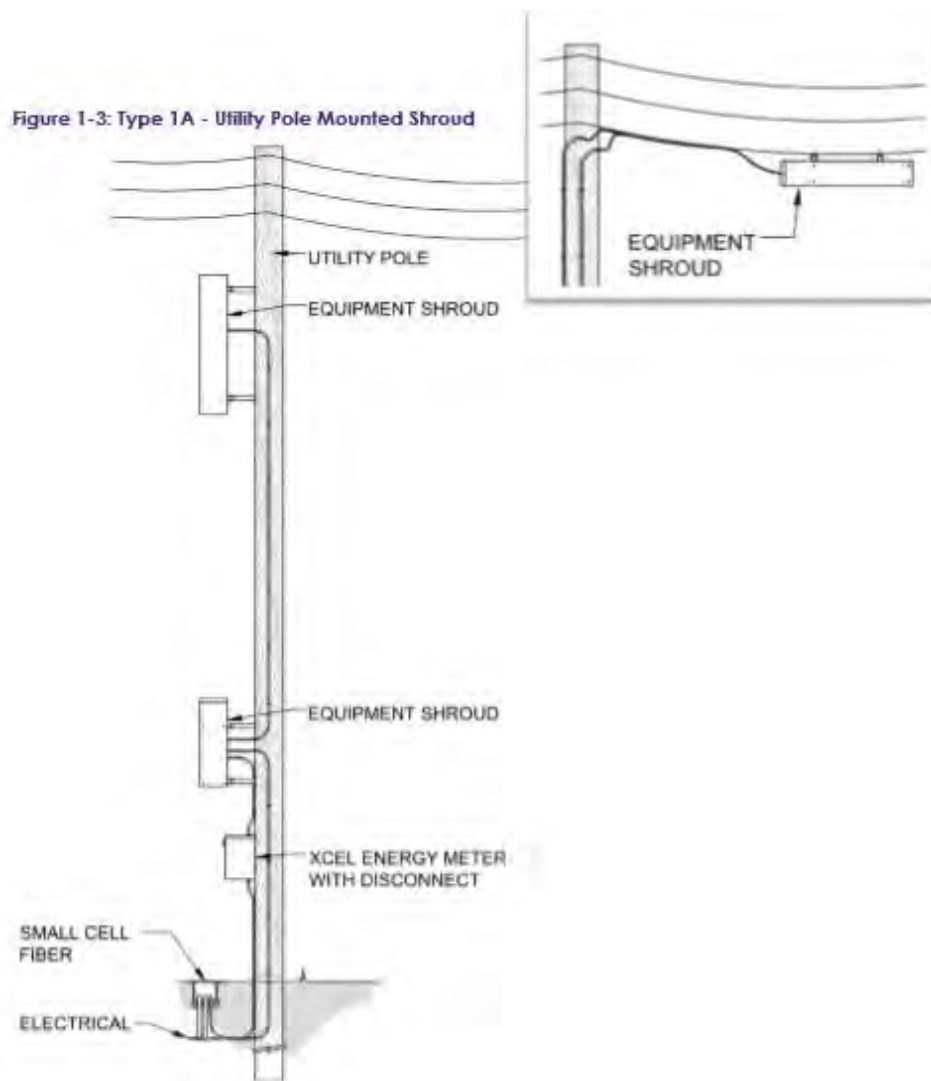 Figure 1-3: Type 1A - Utility Pole Mounted Shroud
EQUIPMENT
SHROUD
UTILITY POLE
EQUIPMENT SHROUD
EQUIPMENT SHROUD
XCEL ENERGY METER
WITH DISCONNECT
SMALL CELL
FIBER
ELECTRICAL